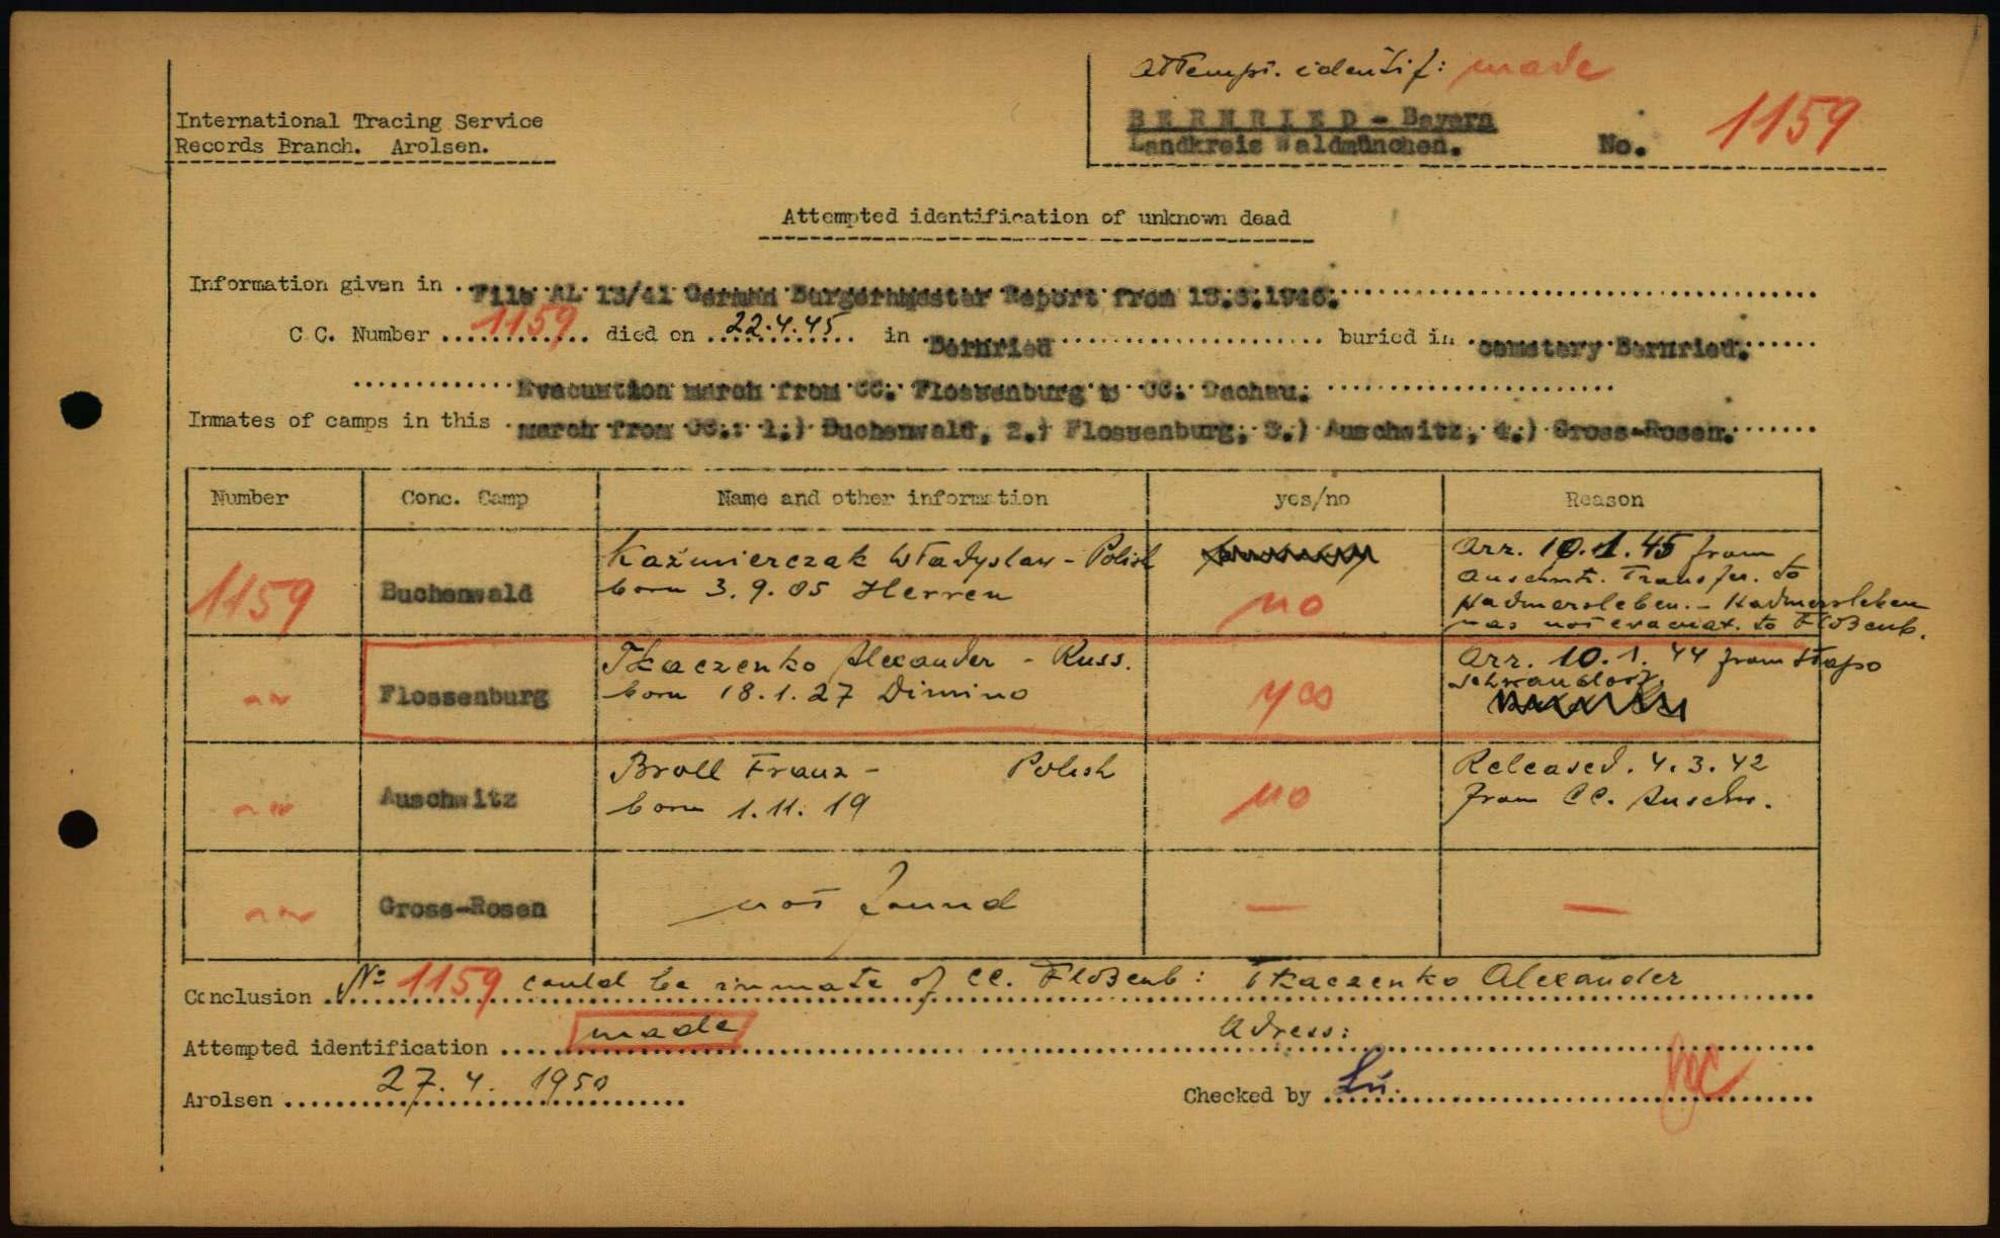 Attempt. identif: made
International Tracing Service
Records Branch. Arolsen.
BERNRIED - Bayern
Landkreis Waldmünchen.
No. 1159
Attempted identification of unknown dead
Information given in File AL 13/41 German Burgermeester Report from
C.C. Number 1159 died on 22.4.45 in Bernried buried in cemetery Bernried.
Evacuation march from CC. Flossenburg to CC. Dachau.
Inmates of camps in this march from CC.: 1.) Buchenwald, 2.) Flossenburg, 3.) Auschwitz, 4.) Gross-Rosen.
Number Conc. Camp Name and other information yes/no Reason
1159 Buchenwald
Kaźmierczak Władyslaw - Polish
born 3.9.05 Herren
no
Arr. 10.1.45 from
Auschwitz. Transfer. to
Hadmersleben. - Hadmersleben
was not evacuat. to Floßenb.
Flossenburg
Tkaczenko Alexander - Russ.
born 18.1.27 Dimino
yes
Arr. 10.1.44 from Stapo
Schwandorf.
Auschwitz
Broll Franz - Polish
born 1.11.19
no
Released. 4.3.42
from CC. Auschw.
Gross-Rosen
not found
—
—
Conclusion No 1159 could be inmate of CC. Floßenb: Tkaczenko Alexander
Attempted identification made Adress:
Arolsen 27.4.1950 Checked by Lü.